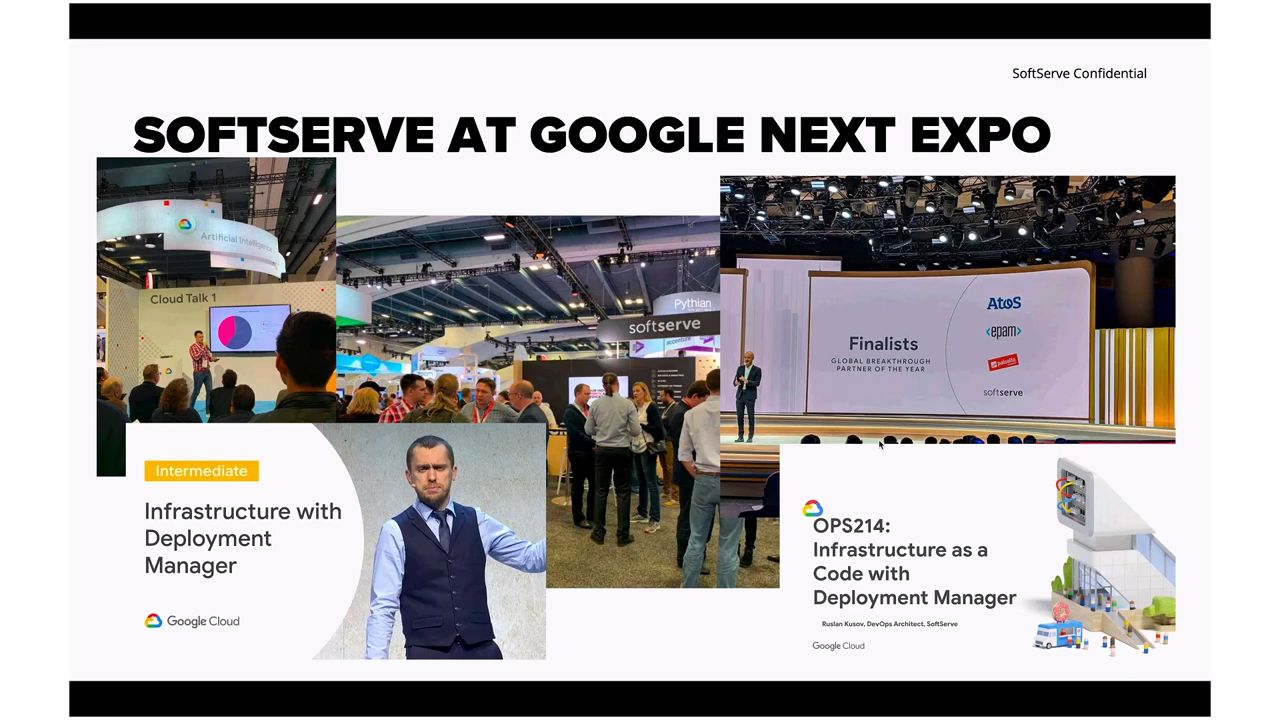 SoftServe Confidential
SOFTSERVE AT GOOGLE NEXT EXPO
Artificial Intelligence
Cloud Talk 1
Pythian
softserve
accenture
Finalists
GLOBAL BREAKTHROUGH
PARTNER OF THE YEAR
Atos
<epam>
softserve
Intermediate
Infrastructure with
Deployment
Manager
Google Cloud
OPS214:
Infrastructure as a
Code with
Deployment Manager
Ruslan Kusov, DevOps Architect, SoftServe
Google Cloud